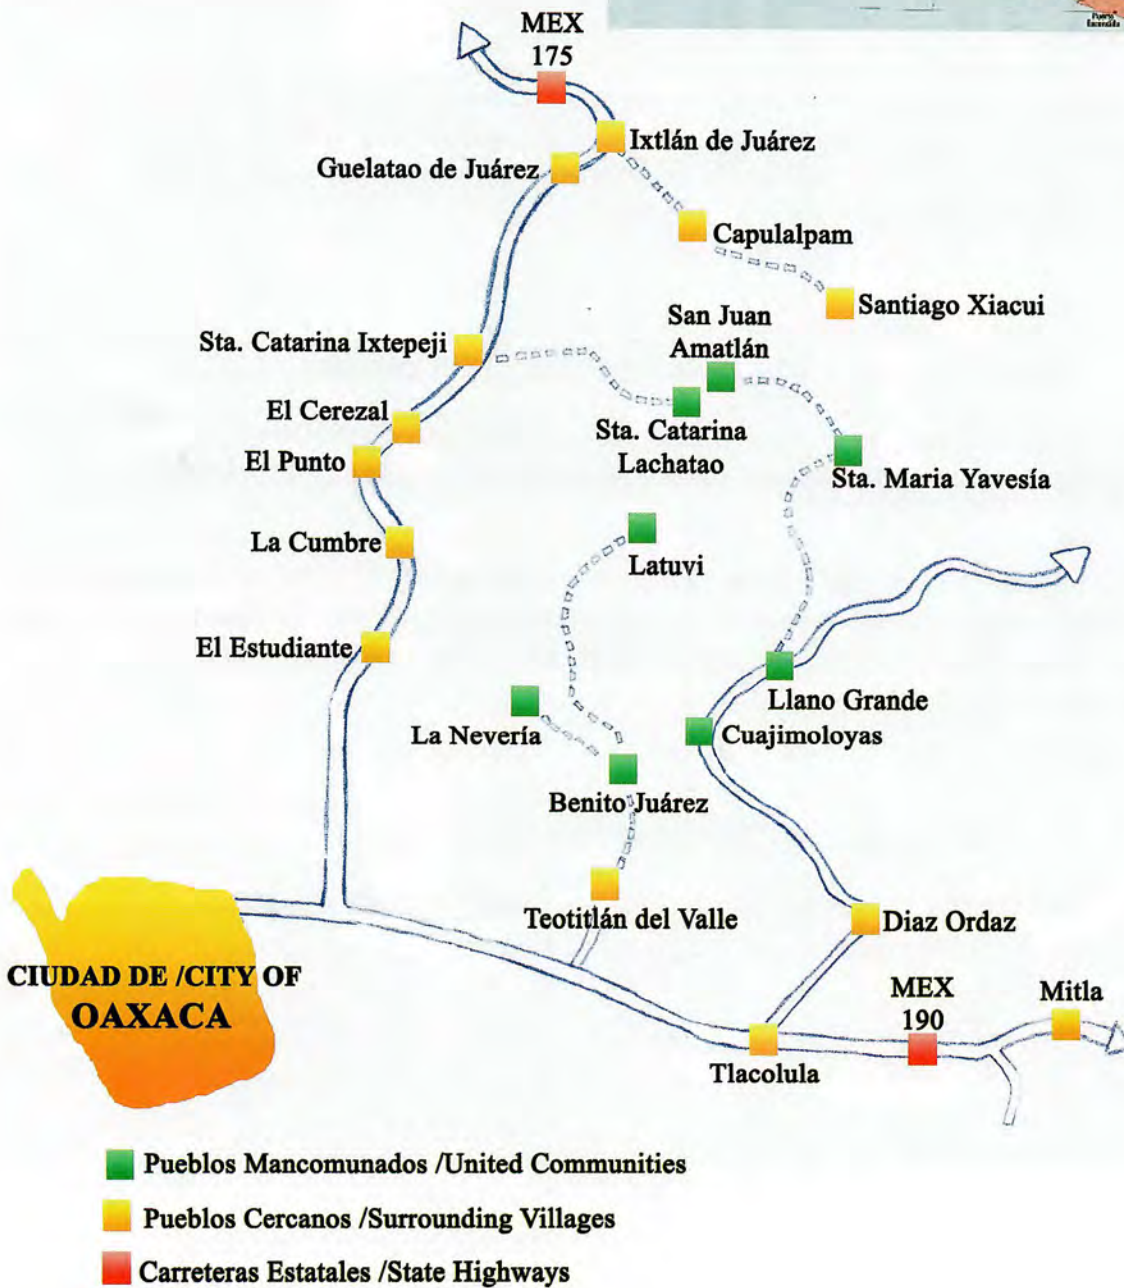 Puerto
Escondido
MEX
175
Ixtlán de Juárez
Guelatao de Juárez
Capulalpam
Santiago Xiacui
San Juan
Amatlán
Sta. Catarina Ixtepeji
El Cerezal
Sta. Catarina
Lachatao
El Punto
Sta. Maria Yavesía
La Cumbre
Latuvi
El Estudiante
Llano Grande
La Nevería
Cuajimoloyas
Benito Juárez
Teotitlán del Valle
Diaz Ordaz
CIUDAD DE /CITY OF
OAXACA
MEX
190
Mitla
Tlacolula
Pueblos Mancomunados /United Communities
Pueblos Cercanos /Surrounding Villages
Carreteras Estatales /State Highways